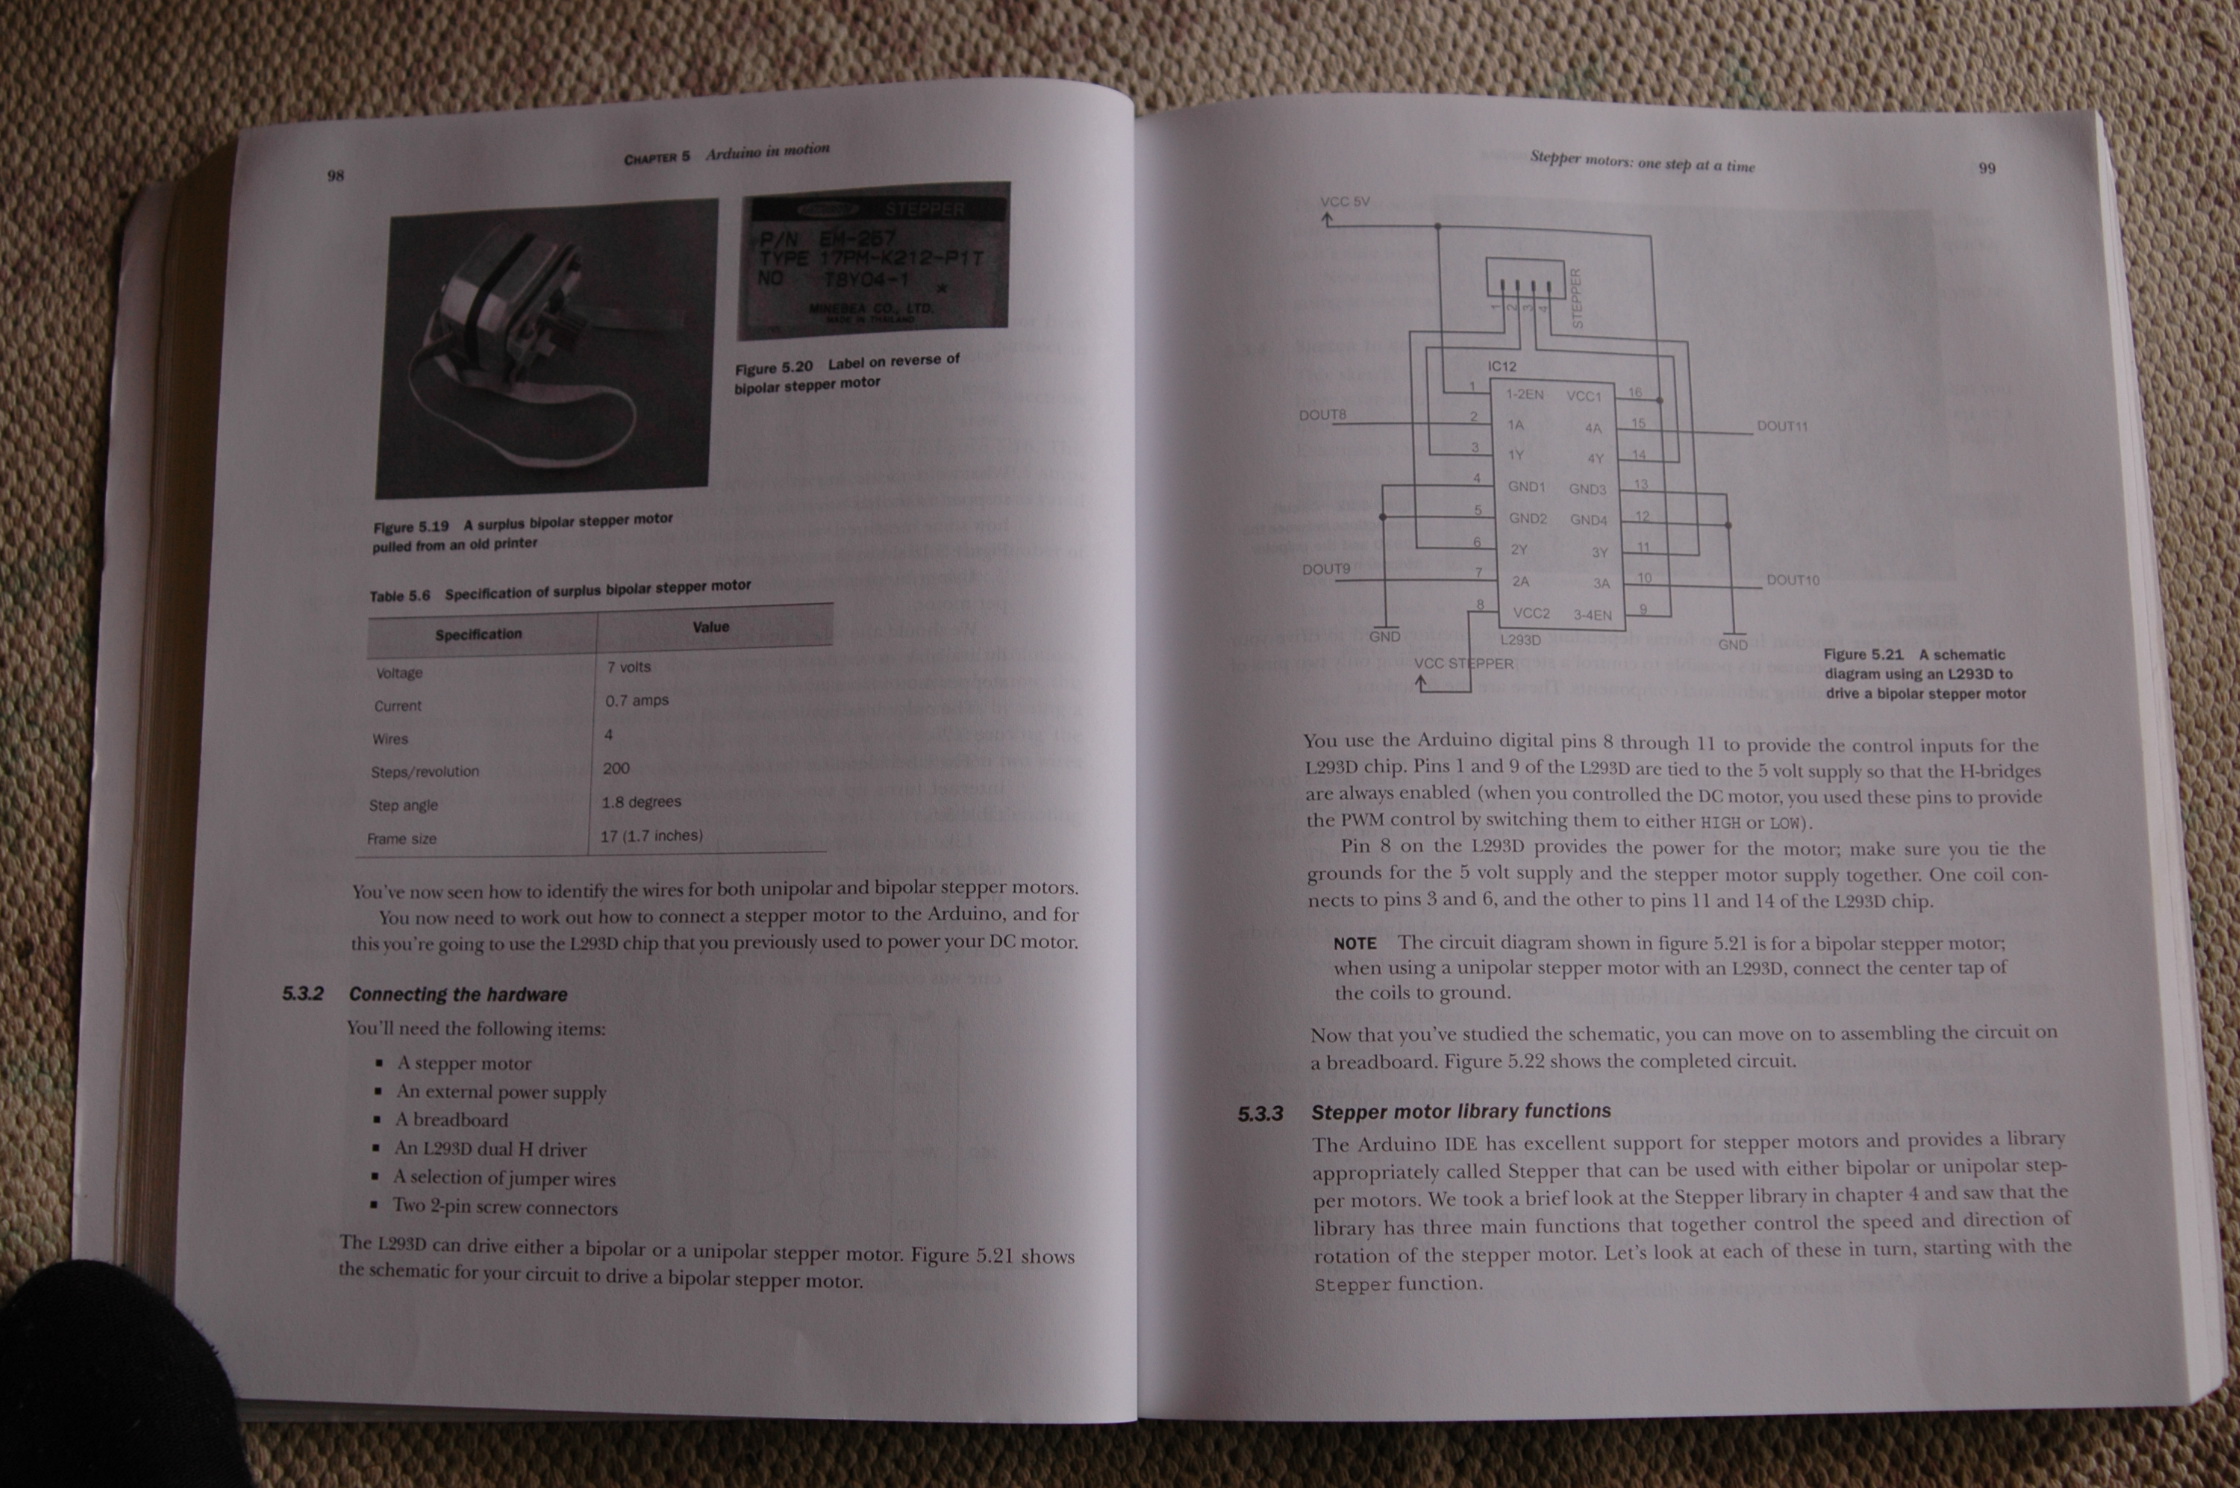 98
CHAPTER 5 Arduino in motion
STEPPER
P/N EM-257
TYPE 17PM-K212-P1T
NO T8Y04-1
MINEBEA CO., LTD.
MADE IN THAILAND
Figure 5.19 A surplus bipolar stepper motor
pulled from an old printer
Figure 5.20 Label on reverse of
bipolar stepper motor
Table 5.6 Specification of surplus bipolar stepper motor
Specification Value
Voltage 7 volts
Current 0.7 amps
Wires 4
Steps/revolution 200
Step angle 1.8 degrees
Frame size 17 (1.7 inches)
You've now seen how to identify the wires for both unipolar and bipolar stepper motors.
You now need to work out how to connect a stepper motor to the Arduino, and for
this you're going to use the L293D chip that you previously used to power your DC motor.
5.3.2 Connecting the hardware
You'll need the following items:
■ A stepper motor
■ An external power supply
■ A breadboard
■ An L293D dual H driver
■ A selection of jumper wires
■ Two 2-pin screw connectors
The L293D can drive either a bipolar or a unipolar stepper motor. Figure 5.21 shows
the schematic for your circuit to drive a bipolar stepper motor.
Stepper motors: one step at a time
99
VCC 5V
STEPPER
1 2 3 4
IC12
1 1-2EN VCC1 16
DOUT8 2 1A 4A 15 DOUT11
3 1Y 4Y 14
4 GND1 GND3 13
5 GND2 GND4 12
6 2Y 3Y 11
DOUT9 7 2A 3A 10 DOUT10
8 VCC2 3-4EN 9
GND
L293D
GND
VCC STEPPER
Figure 5.21 A schematic
diagram using an L293D to
drive a bipolar stepper motor
You use the Arduino digital pins 8 through 11 to provide the control inputs for the
L293D chip. Pins 1 and 9 of the L293D are tied to the 5 volt supply so that the H-bridges
are always enabled (when you controlled the DC motor, you used these pins to provide
the PWM control by switching them to either HIGH or LOW).
Pin 8 on the L293D provides the power for the motor; make sure you tie the
grounds for the 5 volt supply and the stepper motor supply together. One coil con-
nects to pins 3 and 6, and the other to pins 11 and 14 of the L293D chip.
NOTE The circuit diagram shown in figure 5.21 is for a bipolar stepper motor;
when using a unipolar stepper motor with an L293D, connect the center tap of
the coils to ground.
Now that you've studied the schematic, you can move on to assembling the circuit on
a breadboard. Figure 5.22 shows the completed circuit.
5.3.3 Stepper motor library functions
The Arduino IDE has excellent support for stepper motors and provides a library
appropriately called Stepper that can be used with either bipolar or unipolar step-
per motors. We took a brief look at the Stepper library in chapter 4 and saw that the
library has three main functions that together control the speed and direction of
rotation of the stepper motor. Let's look at each of these in turn, starting with the
Stepper function.